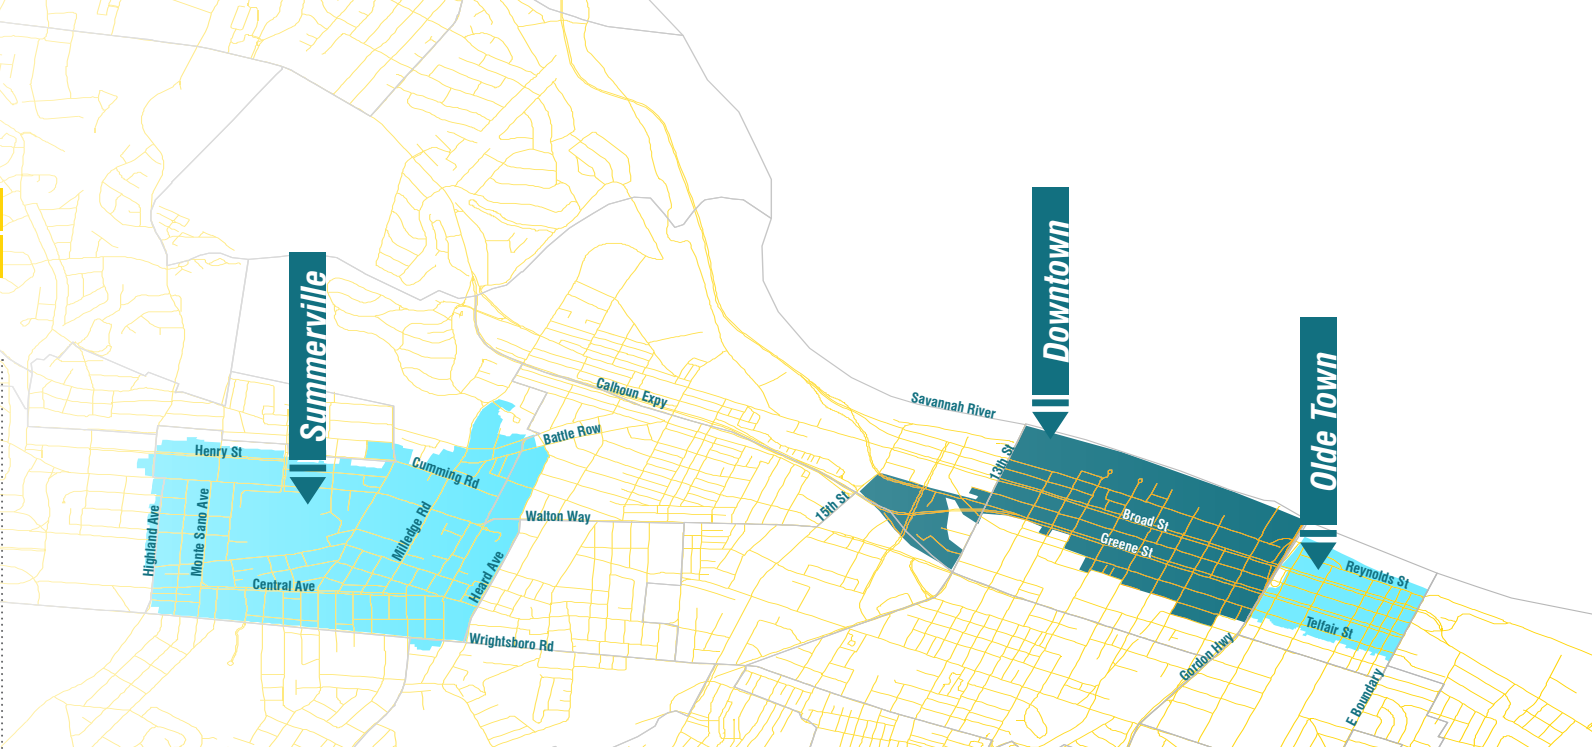 Summerville
Downtown
Olde Town
Savannah River
Calhoun Expy
Battle Row
Henry St
Cumming Rd
13th St
15th St
Walton Way
Broad St
Greene St
Highland Ave
Monte Sano Ave
Milledge Rd
Heard Ave
Central Ave
Reynolds St
Telfair St
Wrightsboro Rd
Gordon Hwy
E Boundary